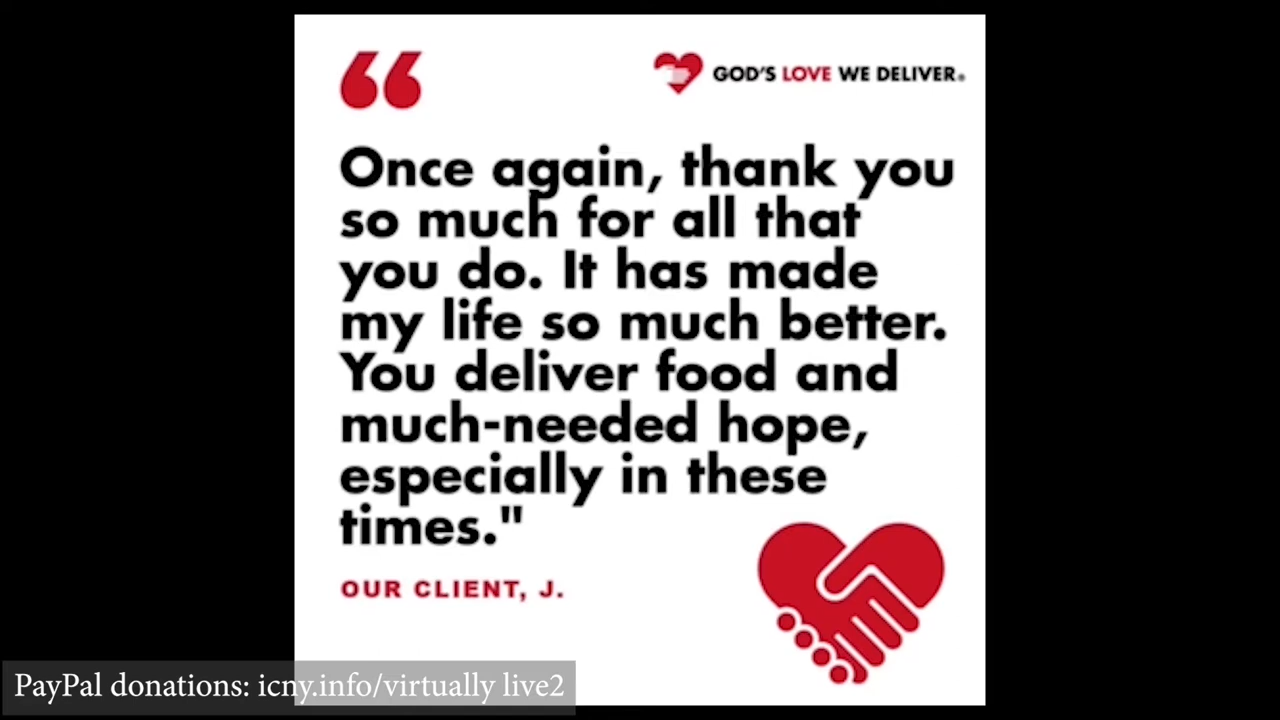 “
GOD'S LOVE WE DELIVER®
Once again, thank you
so much for all that
you do. It has made
my life so much better.
You deliver food and
much-needed hope,
especially in these
times."
OUR CLIENT, J.
PayPal donations: icny.info/virtually live2